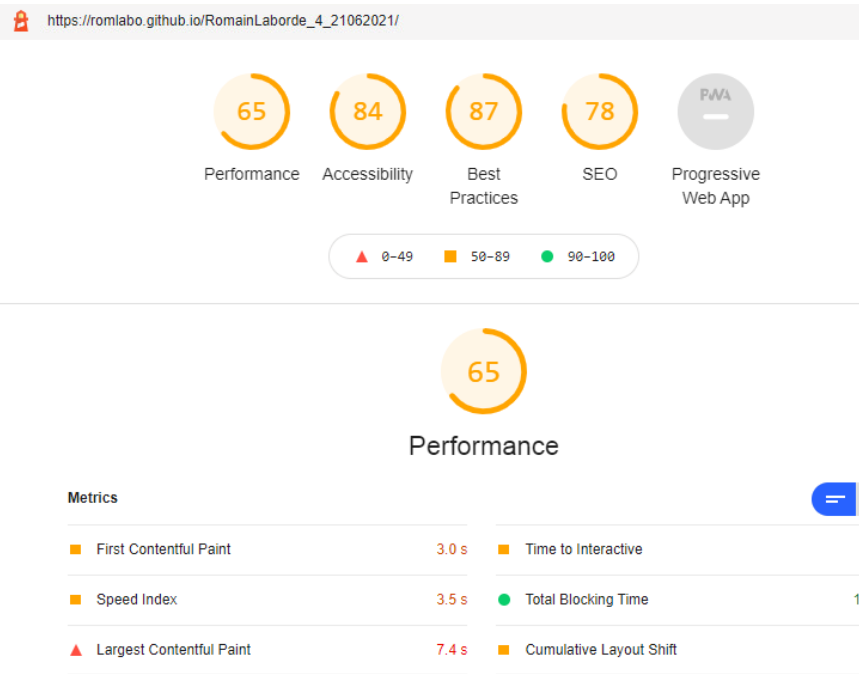 https://romlabo.github.io/RomainLaborde_4_21062021/
65 84 87 78 PWA
Performance Accessibility Best Practices SEO Progressive Web App
0–49 50–89 90–100
65
Performance
Metrics
First Contentful Paint 3.0 s Time to Interactive
Speed Index 3.5 s Total Blocking Time 1
Largest Contentful Paint 7.4 s Cumulative Layout Shift